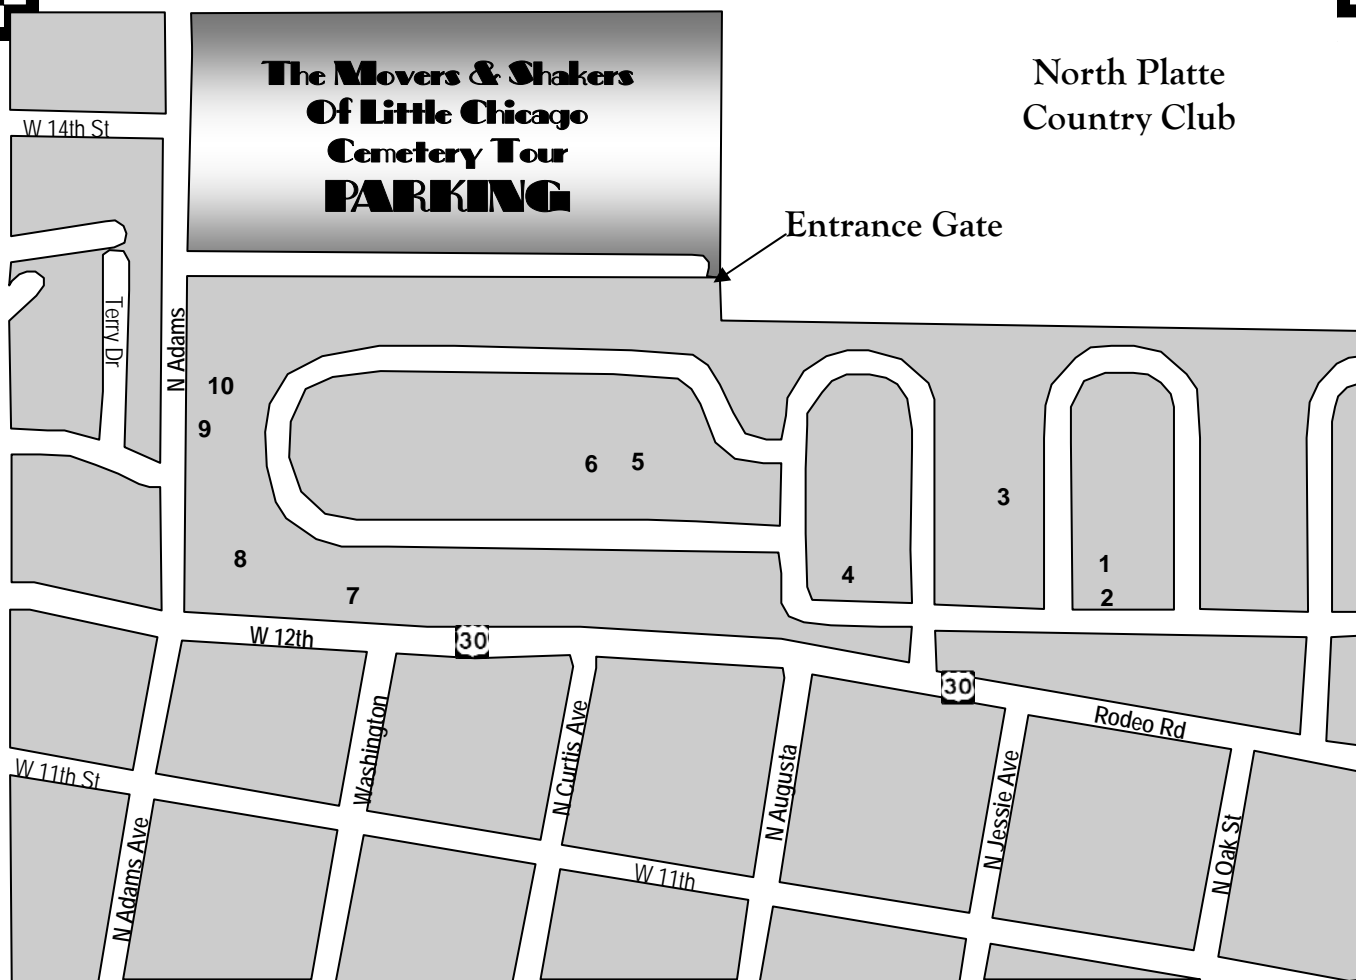 The Movers & Shakers
Of Little Chicago
Cemetery Tour
PARKING
North Platte
Country Club
W 14th St
Entrance Gate
Terry Dr
N Adams
10
9
6
5
3
8
4
1
7
2
W 12th
30
30
Rodeo Rd
Washington
N Curtis Ave
N Augusta
N Jessie Ave
W 11th St
N Adams Ave
N Oak St
W 11th